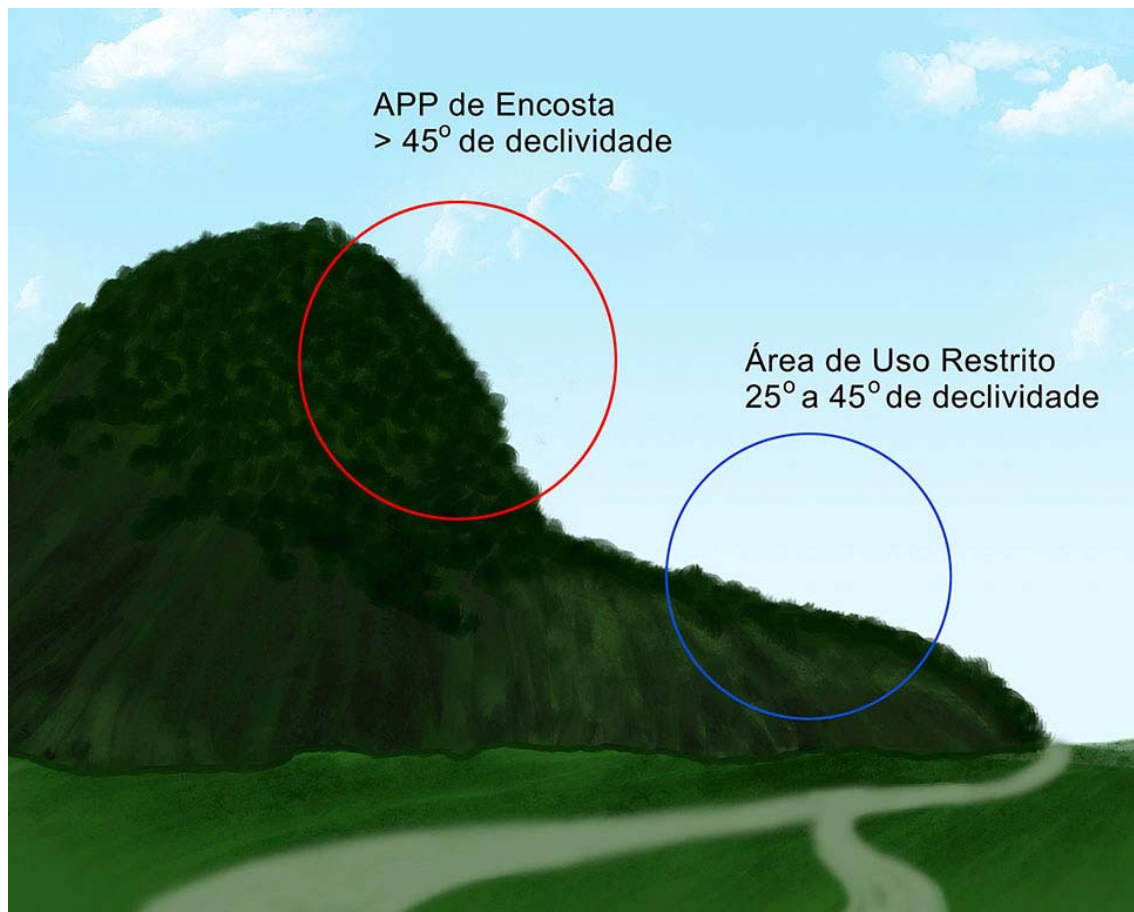 APP de Encosta
> 45º de declividade
Área de Uso Restrito
25º a 45º de declividade